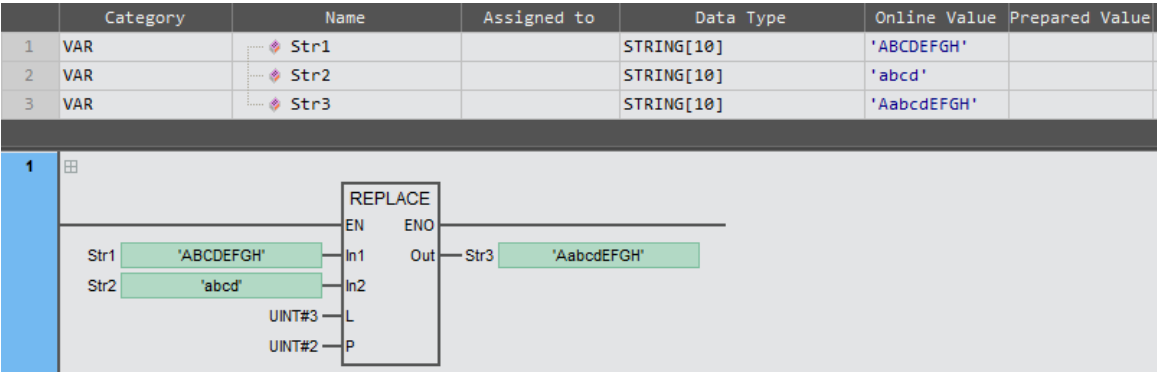 Category Name Assigned to Data Type Online Value Prepared Value
1 VAR Str1 STRING[10] 'ABCDEFGH'
2 VAR Str2 STRING[10] 'abcd'
3 VAR Str3 STRING[10] 'AabcdEFGH'
1
REPLACE
EN ENO
Str1 'ABCDEFGH' In1 Out Str3 'AabcdEFGH'
Str2 'abcd' In2
UINT#3 L
UINT#2 P